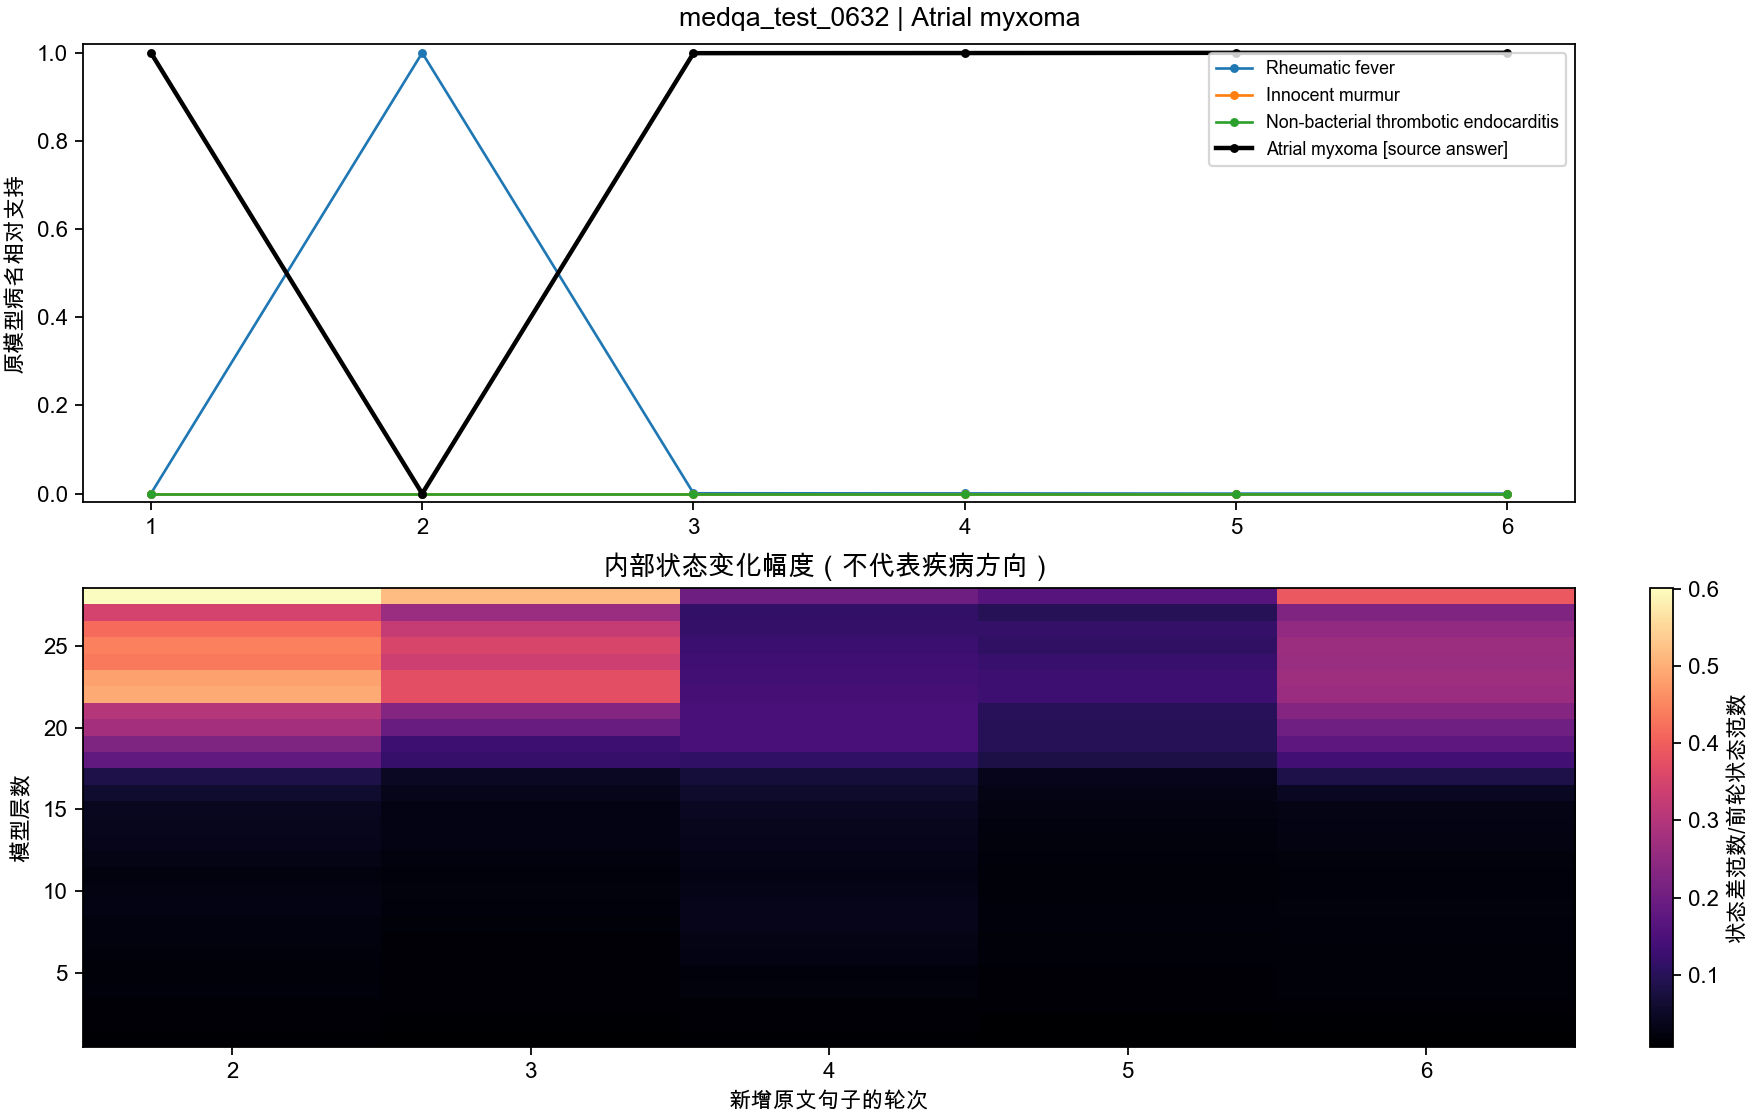 medqa_test_0632 | Atrial myxoma
原模型病名相对支持
1.0
0.8
0.6
0.4
0.2
0.0
Rheumatic fever
Innocent murmur
Non-bacterial thrombotic endocarditis
Atrial myxoma [source answer]
1 2 3 4 5 6
内部状态变化幅度（不代表疾病方向）
模型层数
25
20
15
10
5
2 3 4 5 6
新增原文句子的轮次
0.6
0.5
0.4
0.3
0.2
0.1
状态差范数/前轮状态范数